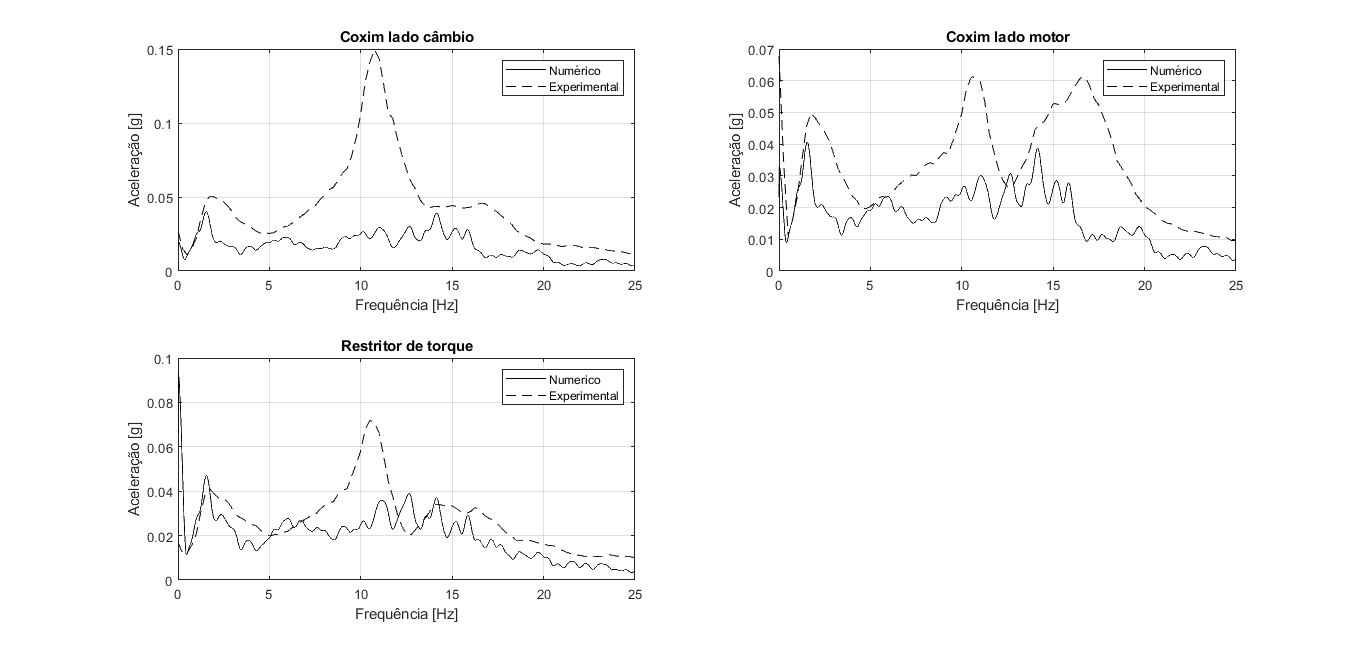 Coxim lado câmbio
Numérico
Experimental
Aceleração [g]
0.15
0.1
0.05
0
0 5 10 15 20 25
Frequência [Hz]
Coxim lado motor
Numérico
Experimental
Aceleração [g]
0.07
0.06
0.05
0.04
0.03
0.02
0.01
0
0 5 10 15 20 25
Frequência [Hz]
Restritor de torque
Numerico
Experimental
Aceleração [g]
0.1
0.08
0.06
0.04
0.02
0
0 5 10 15 20 25
Frequência [Hz]